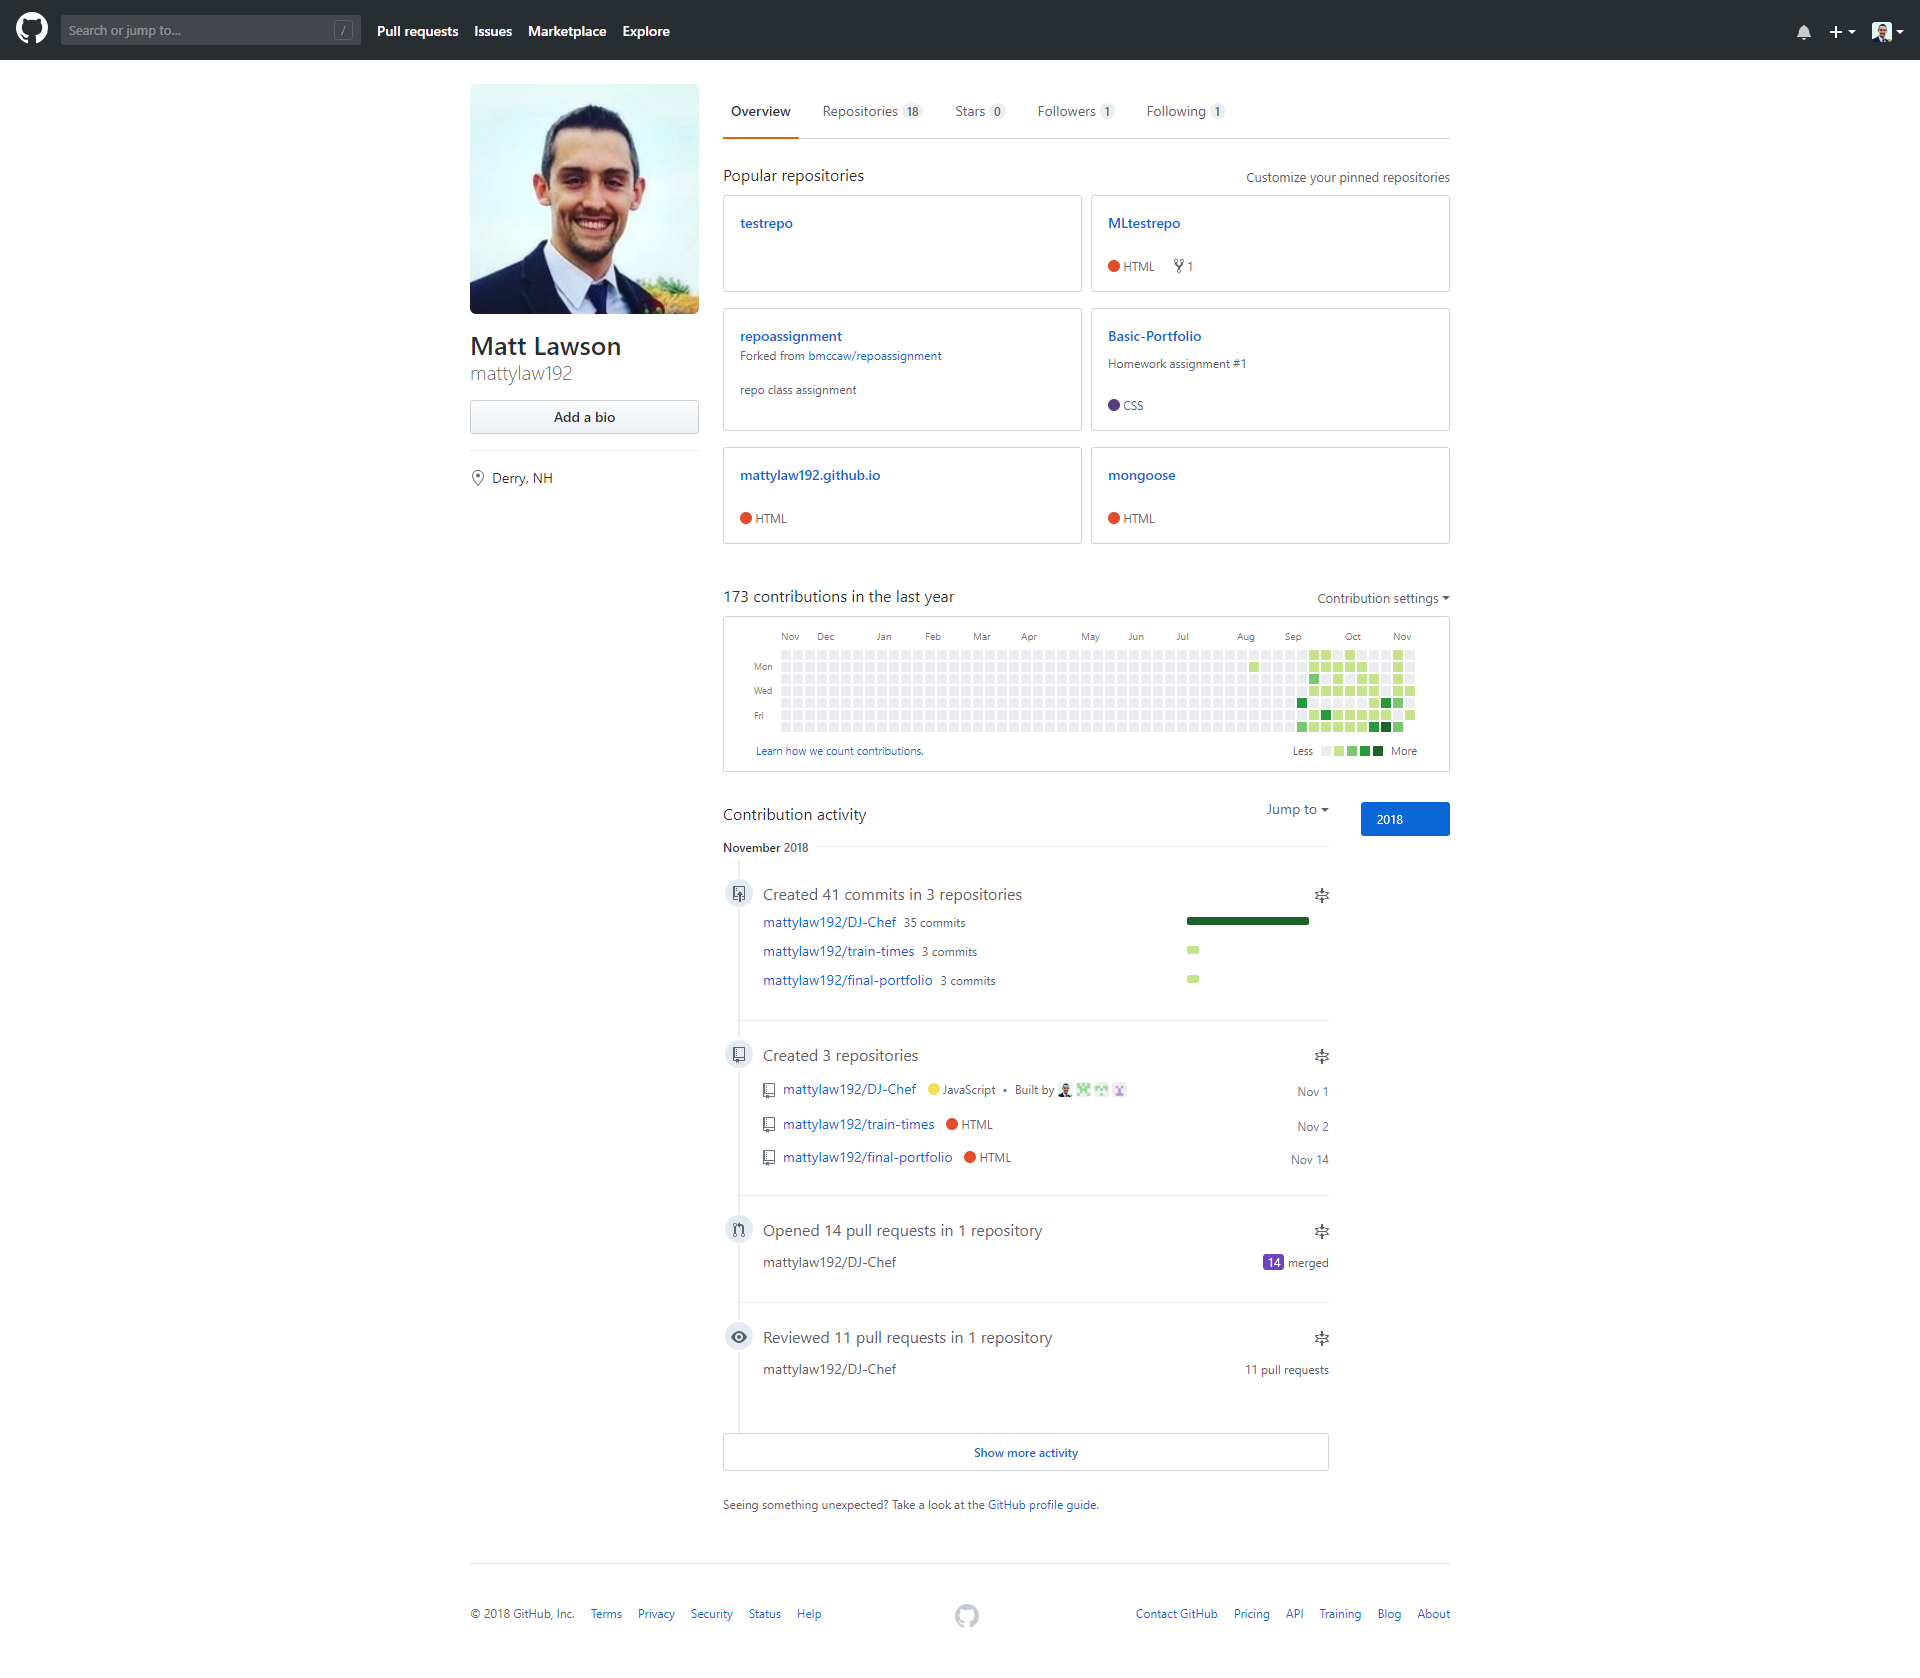 Search or jump to... /
Pull requests Issues Marketplace Explore
Overview Repositories 18 Stars 0 Followers 1 Following 1
Matt Lawson
mattylaw192
Add a bio
Derry, NH
Popular repositories Customize your pinned repositories
testrepo
MLtestrepo
HTML 1
repoassignment
Forked from bmccaw/repoassignment
repo class assignment
Basic-Portfolio
Homework assignment #1
CSS
mattylaw192.github.io
HTML
mongoose
HTML
173 contributions in the last year Contribution settings
Nov Dec Jan Feb Mar Apr May Jun Jul Aug Sep Oct Nov
Mon
Wed
Fri
Learn how we count contributions. Less More
Contribution activity Jump to 2018
November 2018
Created 41 commits in 3 repositories
mattylaw192/DJ-Chef 35 commits
mattylaw192/train-times 3 commits
mattylaw192/final-portfolio 3 commits
Created 3 repositories
mattylaw192/DJ-Chef JavaScript • Built by Nov 1
mattylaw192/train-times HTML Nov 2
mattylaw192/final-portfolio HTML Nov 14
Opened 14 pull requests in 1 repository
mattylaw192/DJ-Chef 14 merged
Reviewed 11 pull requests in 1 repository
mattylaw192/DJ-Chef 11 pull requests
Show more activity
Seeing something unexpected? Take a look at the GitHub profile guide.
© 2018 GitHub, Inc. Terms Privacy Security Status Help Contact GitHub Pricing API Training Blog About